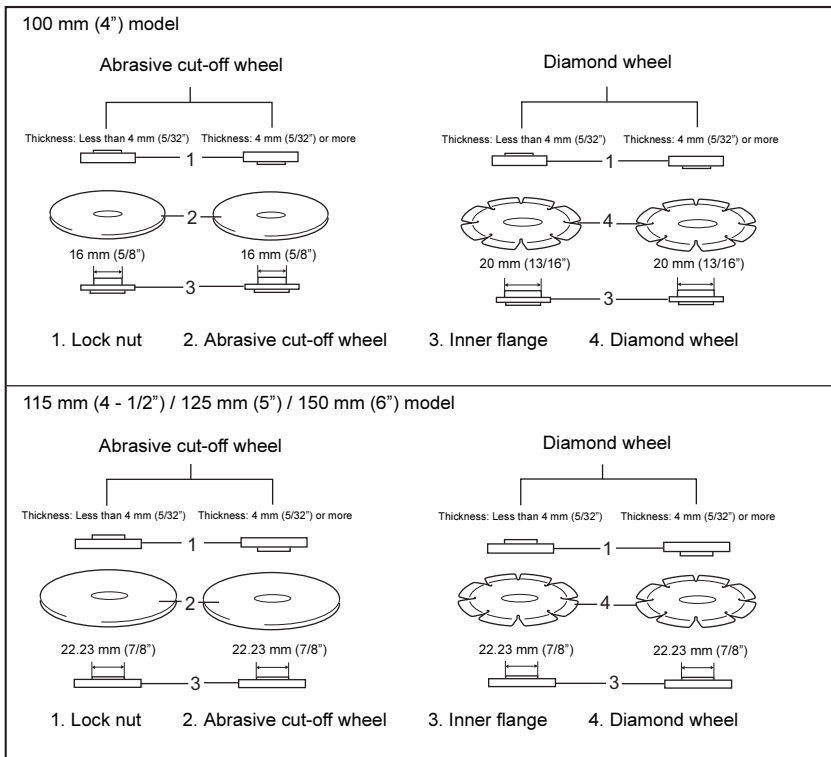 100 mm (4”) model
Abrasive cut-off wheel
Diamond wheel
Thickness: Less than 4 mm (5/32”) Thickness: 4 mm (5/32”) or more
Thickness: Less than 4 mm (5/32”) Thickness: 4 mm (5/32”) or more
1
1
2
4
16 mm (5/8”) 16 mm (5/8”)
20 mm (13/16”) 20 mm (13/16”)
3
3
1. Lock nut 2. Abrasive cut-off wheel 3. Inner flange 4. Diamond wheel
115 mm (4 - 1/2”) / 125 mm (5”) / 150 mm (6”) model
Abrasive cut-off wheel
Diamond wheel
Thickness: Less than 4 mm (5/32”) Thickness: 4 mm (5/32”) or more
Thickness: Less than 4 mm (5/32”) Thickness: 4 mm (5/32”) or more
1
1
2
4
22.23 mm (7/8”) 22.23 mm (7/8”)
22.23 mm (7/8”) 22.23 mm (7/8”)
3
3
1. Lock nut 2. Abrasive cut-off wheel 3. Inner flange 4. Diamond wheel